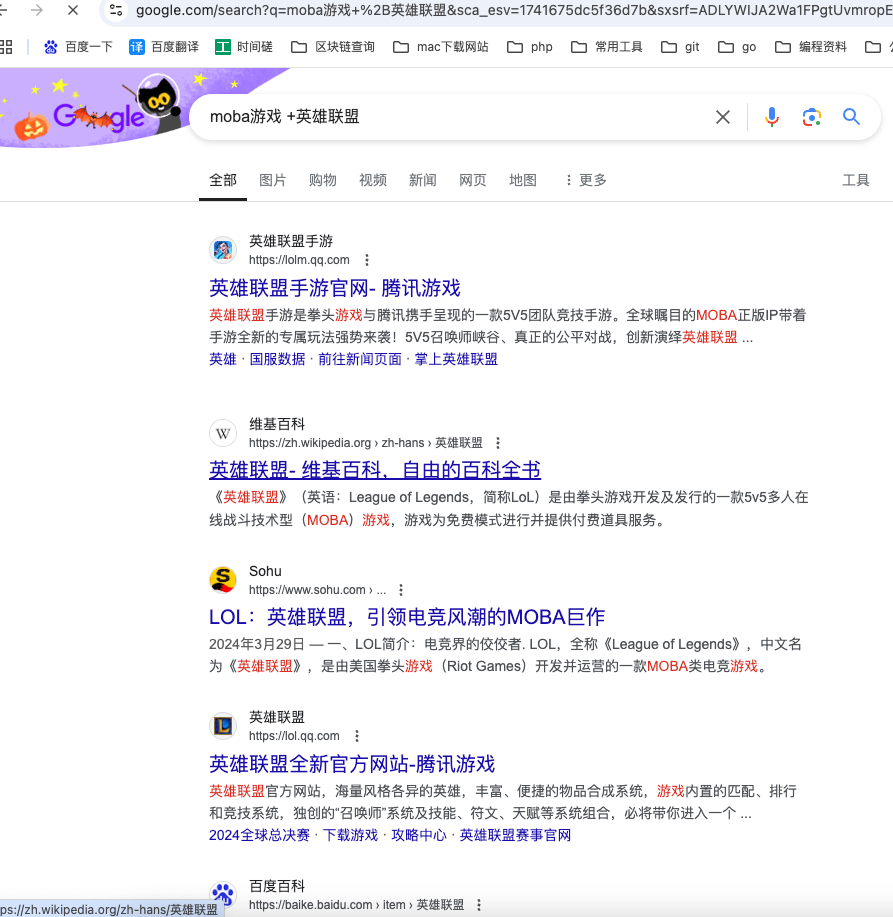 google.com/search?q=moba游戏+%2B英雄联盟&sca_esv=1741675dc5f36d7b&sxsrf=ADLYWIJA2Wa1FPgtUvmropE
百度一下 译 百度翻译 工 时间磋 区块链查询 mac下载网站 php 常用工具 git go 编程资料
Google moba游戏 +英雄联盟
全部 图片 购物 视频 新闻 网页 地图 更多 工具
英雄联盟手游
https://lolm.qq.com
英雄联盟手游官网- 腾讯游戏
英雄联盟手游是拳头游戏与腾讯携手呈现的一款5V5团队竞技手游。全球瞩目的MOBA正版IP带着
手游全新的专属玩法强势来袭！5V5召唤师峡谷、真正的公平对战，创新演绎英雄联盟 ...
英雄 · 国服数据 · 前往新闻页面 · 掌上英雄联盟
W 维基百科
https://zh.wikipedia.org › zh-hans › 英雄联盟
英雄联盟- 维基百科，自由的百科全书
《英雄联盟》（英语：League of Legends，简称LoL）是由拳头游戏开发及发行的一款5v5多人在
线战斗技术型（MOBA）游戏，游戏为免费模式进行并提供付费道具服务。
S Sohu
https://www.sohu.com › ...
LOL：英雄联盟，引领电竞风潮的MOBA巨作
2024年3月29日 — 一、LOL简介：电竞界的佼佼者. LOL，全称《League of Legends》，中文名
为《英雄联盟》，是由美国拳头游戏（Riot Games）开发并运营的一款MOBA类电竞游戏。
L 英雄联盟
https://lol.qq.com
英雄联盟全新官方网站-腾讯游戏
英雄联盟官方网站，海量风格各异的英雄，丰富、便捷的物品合成系统，游戏内置的匹配、排行
和竞技系统，独创的“召唤师”系统及技能、符文、天赋等系统组合，必将带你进入一个 ...
2024全球总决赛 · 下载游戏 · 攻略中心 · 英雄联盟赛事官网
百度百科
https://baike.baidu.com › item › 英雄联盟
ps://zh.wikipedia.org/zh-hans/英雄联盟